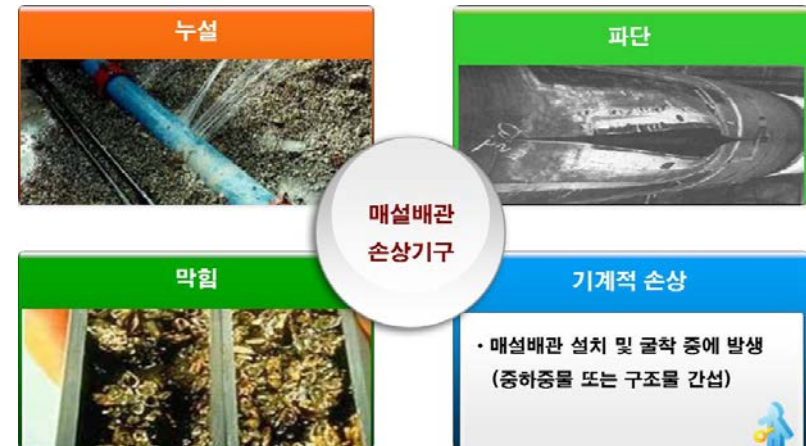 누설
파단
매설배관
손상기구
막힘
기계적 손상
· 매설배관 설치 및 굴착 중에 발생
(중하중물 또는 구조물 간섭)